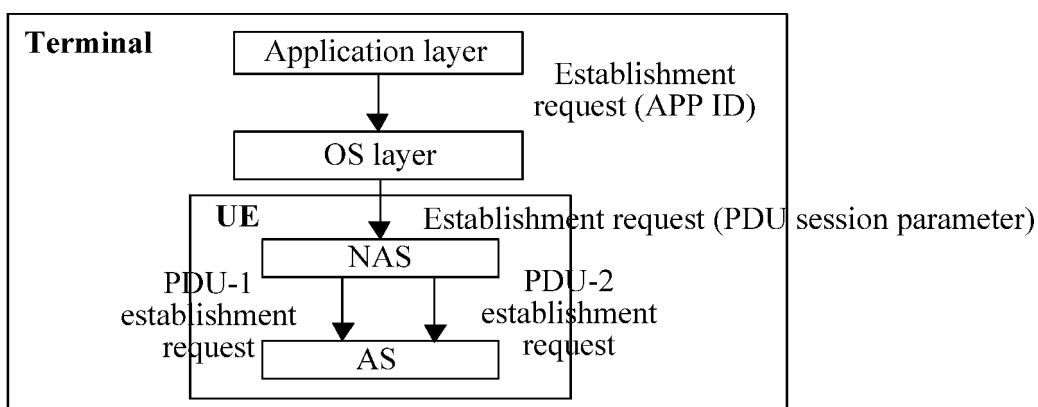 Terminal
Application layer
Establishment
request (APP ID)
OS layer
UE
Establishment request (PDU session parameter)
NAS
PDU-1
establishment
request
PDU-2
establishment
request
AS